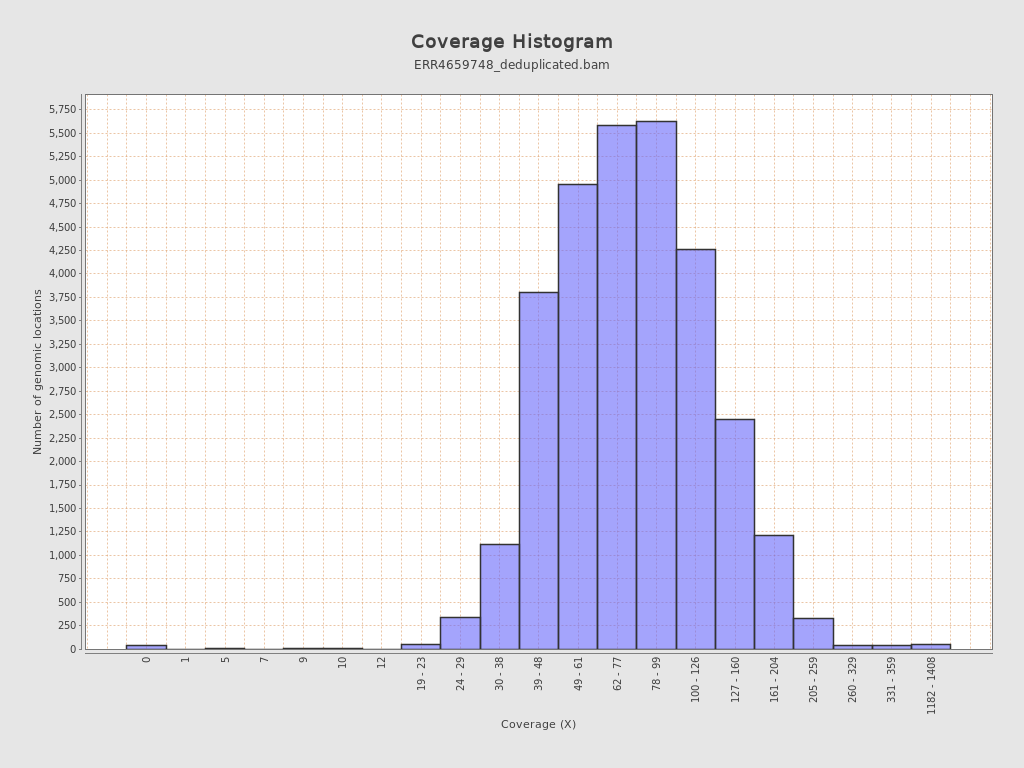 Coverage Histogram
ERR4659748_deduplicated.bam
Number of genomic locations
5,750
5,500
5,250
5,000
4,750
4,500
4,250
4,000
3,750
3,500
3,250
3,000
2,750
2,500
2,250
2,000
1,750
1,500
1,250
1,000
750
500
250
0
0
1
5
7
9
10
12
19 - 23
24 - 29
30 - 38
39 - 48
49 - 61
62 - 77
78 - 99
100 - 126
127 - 160
161 - 204
205 - 259
260 - 329
331 - 359
1182 - 1408
Coverage (X)